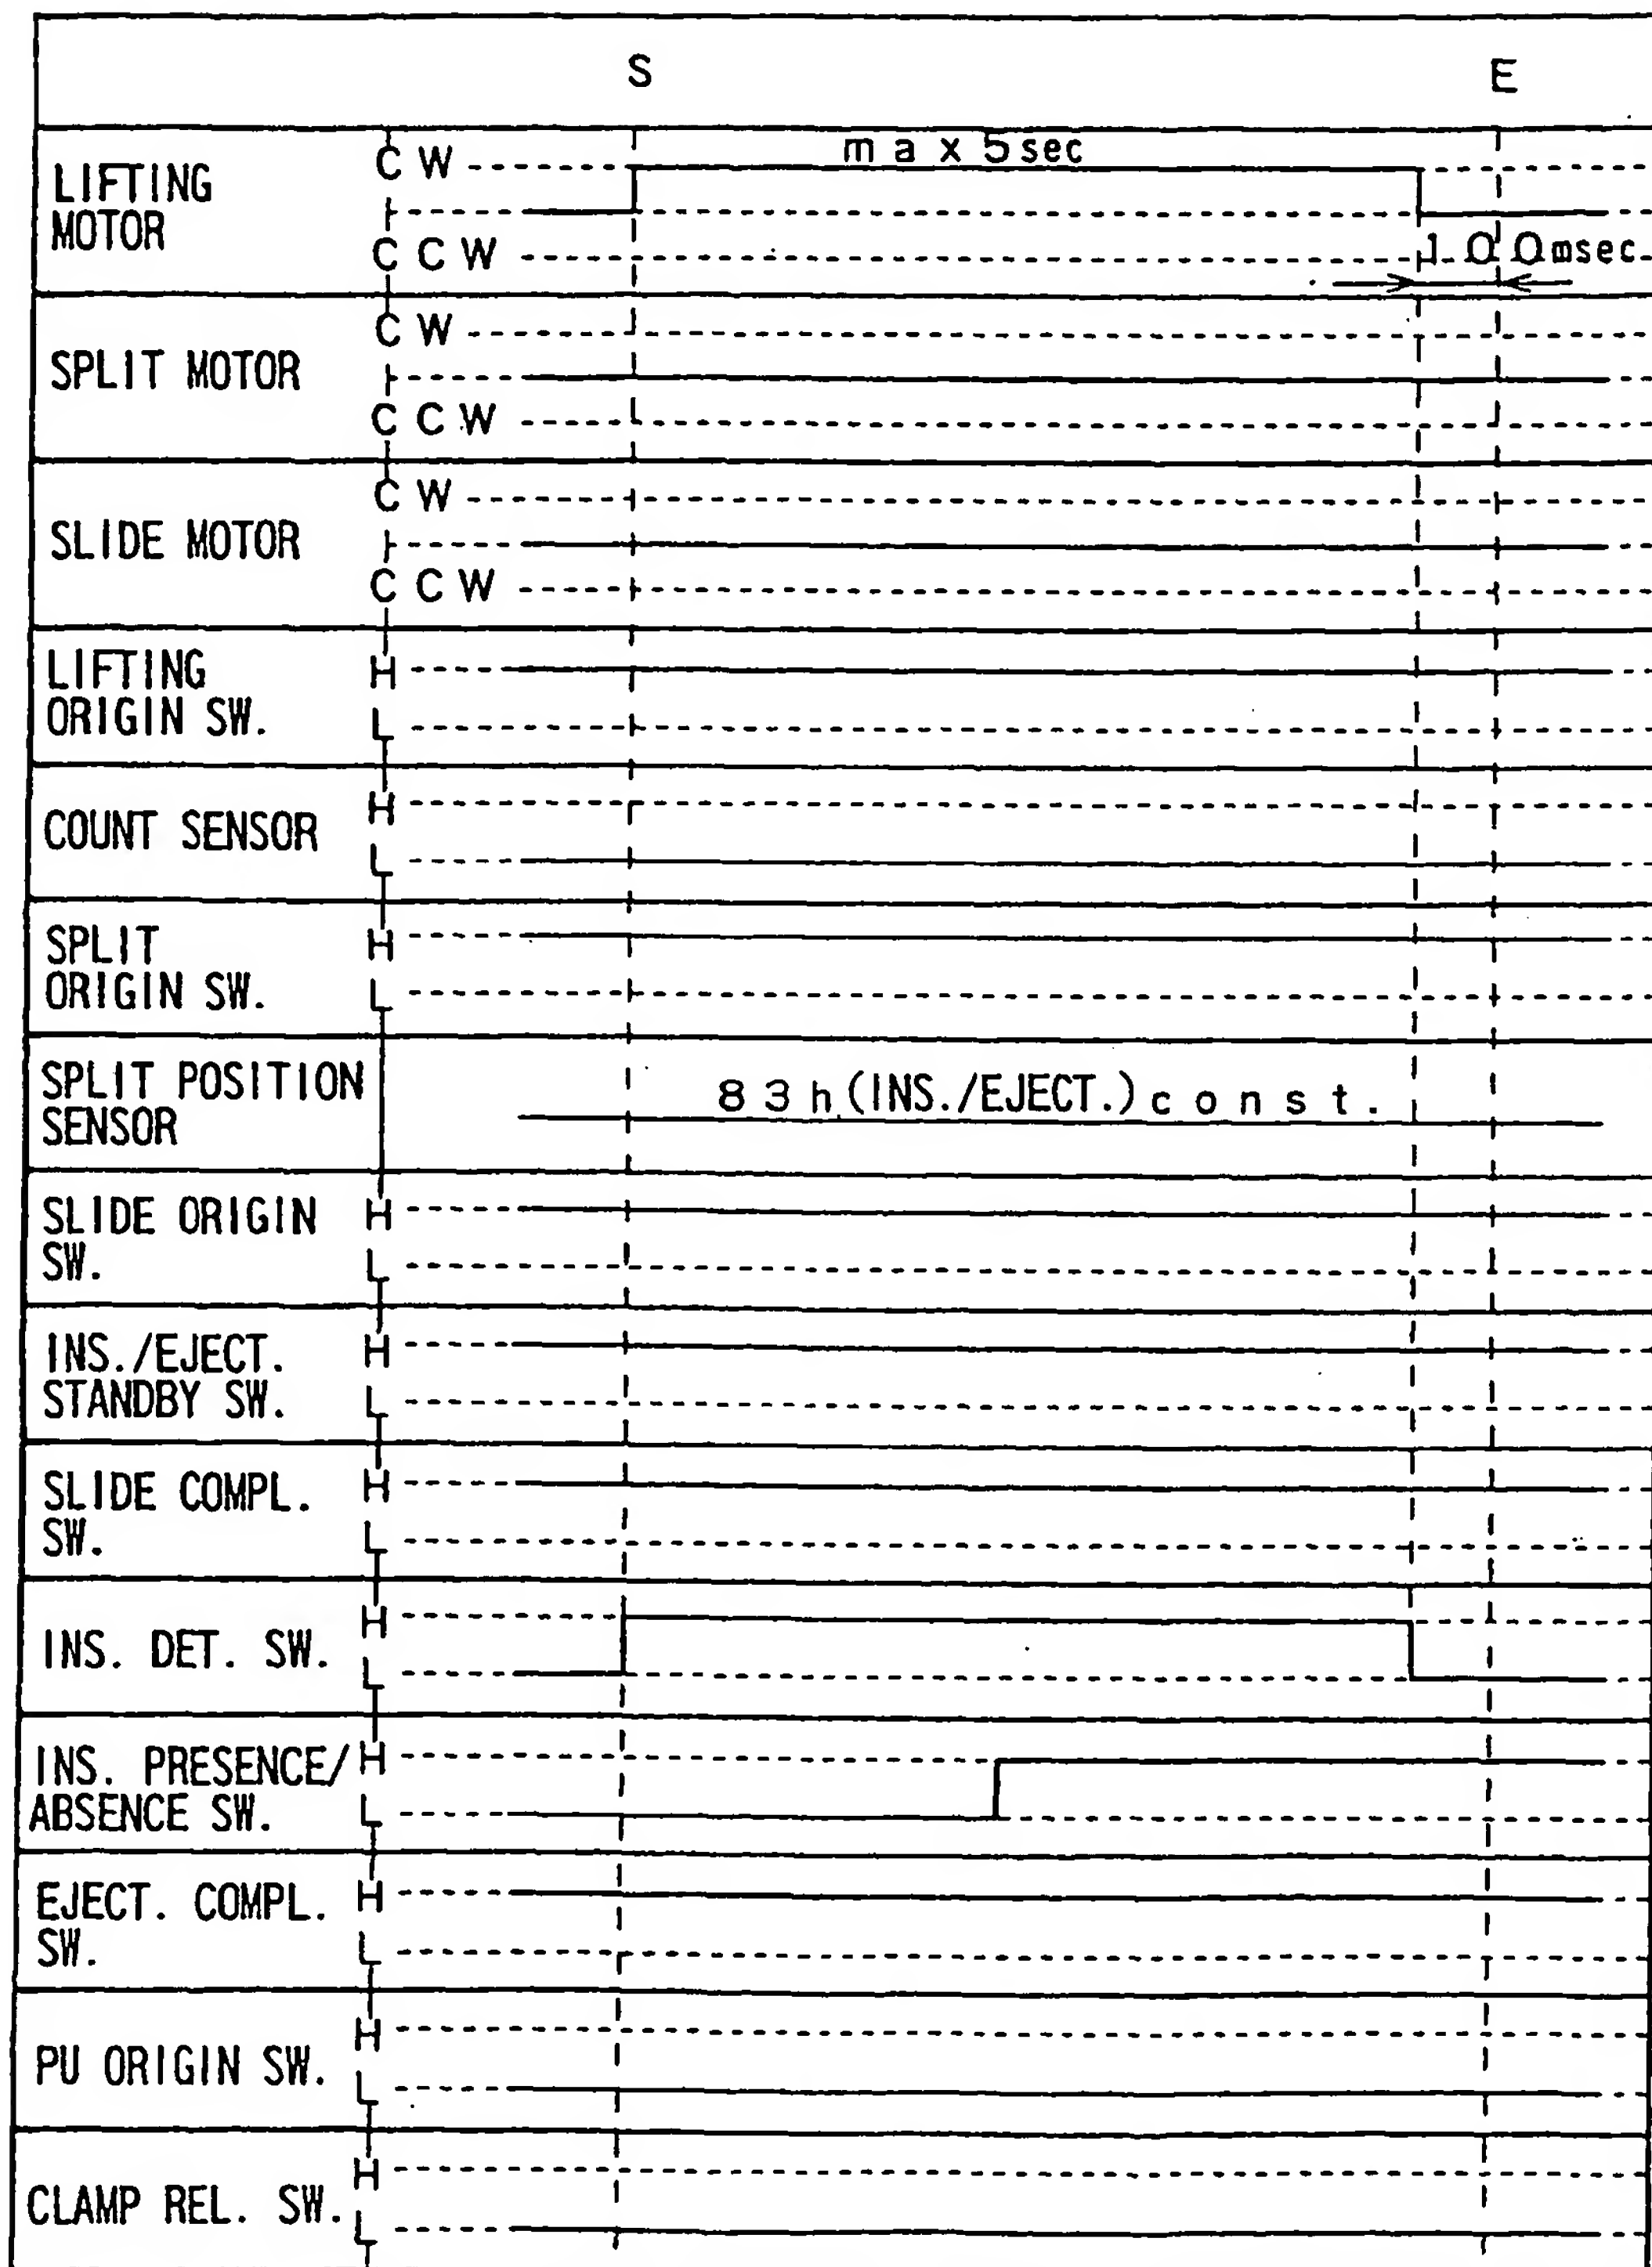 S E
LIFTING MOTOR
CW
max 5sec
CCW
100msec
SPLIT MOTOR
CW
CCW
SLIDE MOTOR
CW
CCW
LIFTING ORIGIN SW.
H
L
COUNT SENSOR
H
L
SPLIT ORIGIN SW.
H
L
SPLIT POSITION SENSOR
83h(INS./EJECT.)const.
SLIDE ORIGIN SW.
H
L
INS./EJECT. STANDBY SW.
H
L
SLIDE COMPL. SW.
H
L
INS. DET. SW.
H
L
INS. PRESENCE/ ABSENCE SW.
H
L
EJECT. COMPL. SW.
H
L
PU ORIGIN SW.
H
L
CLAMP REL. SW.
H
L